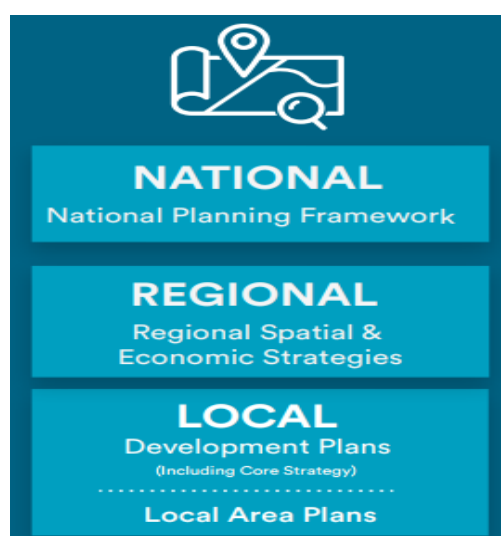 NATIONAL
National Planning Framework
REGIONAL
Regional Spatial &
Economic Strategies
LOCAL
Development Plans
(Including Core Strategy)
Local Area Plans